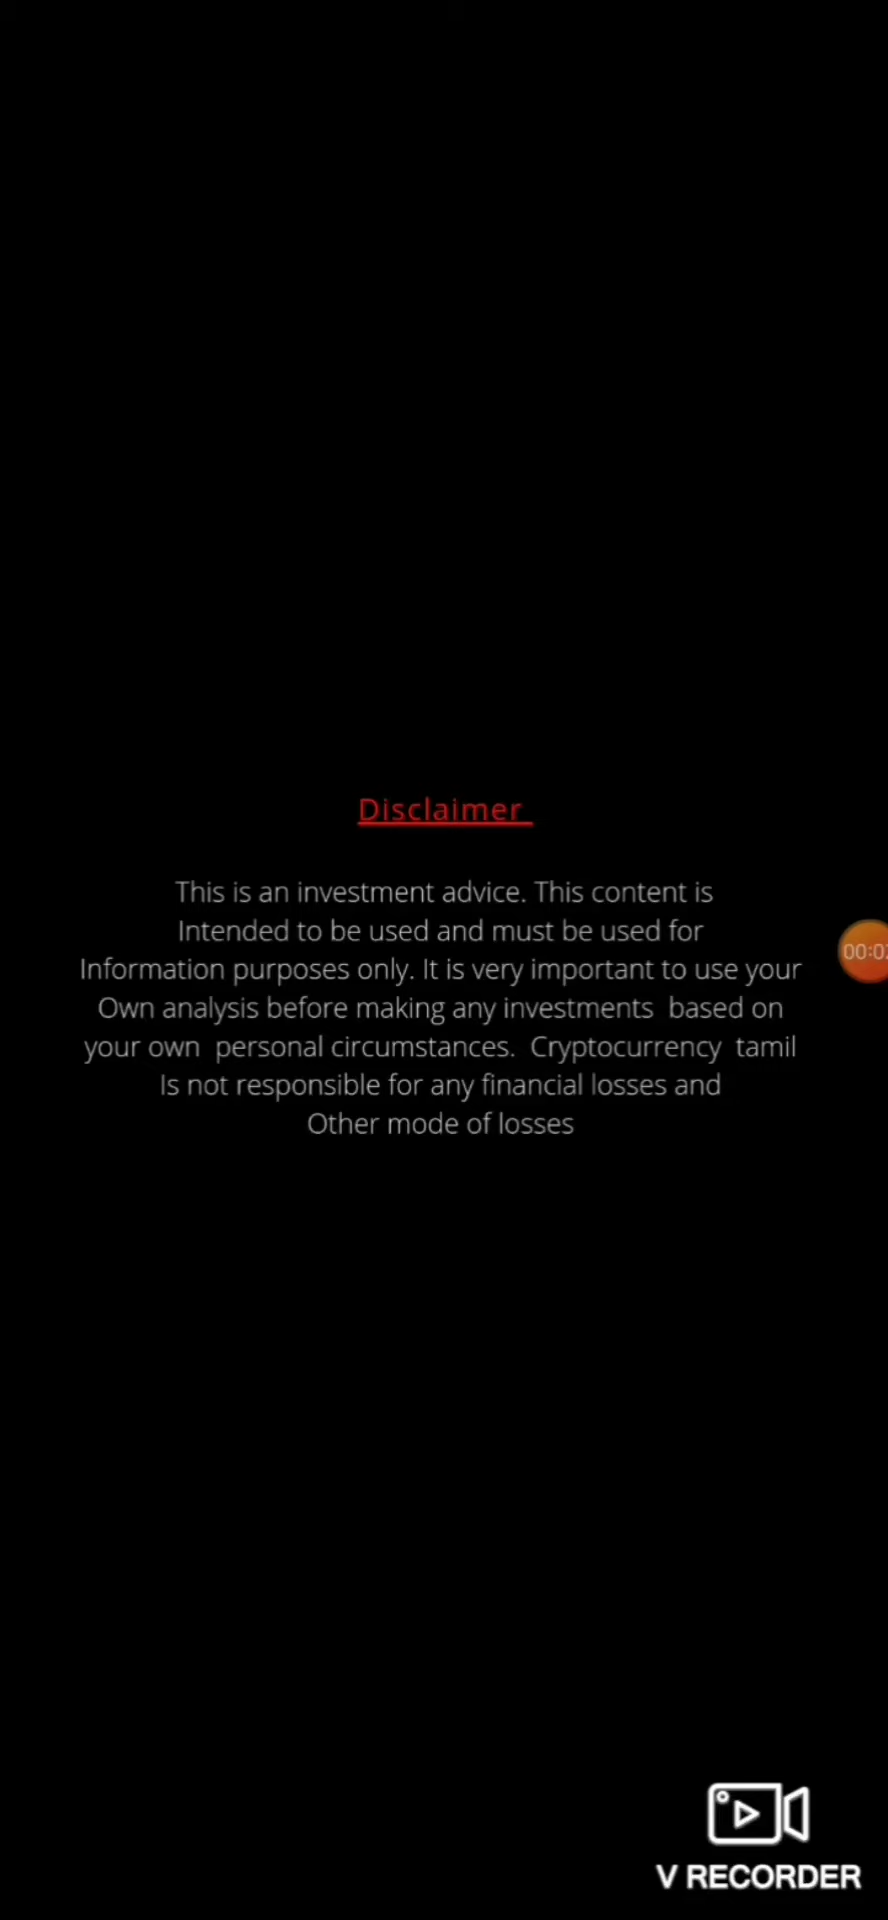 Disclaimer
This is an investment advice. This content is
Intended to be used and must be used for
Information purposes only. It is very important to use your
Own analysis before making any investments based on
your own personal circumstances. Cryptocurrency tamil
Is not responsible for any financial losses and
Other mode of losses
V RECORDER